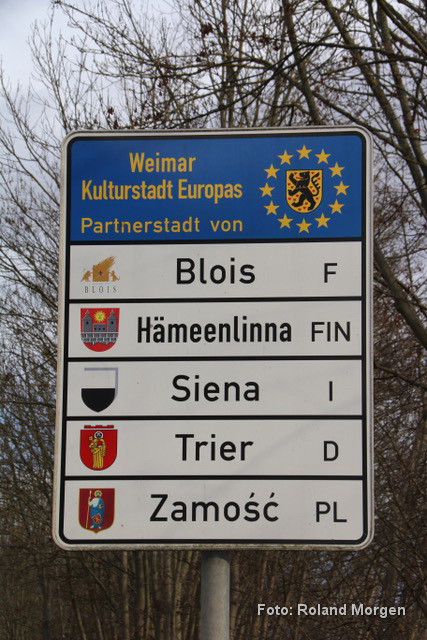 Weimar
Kulturstadt Europas
Partnerstadt von
BLOIS Blois F
Hämeenlinna FIN
Siena I
Trier D
Zamość PL
Foto: Roland Morgen